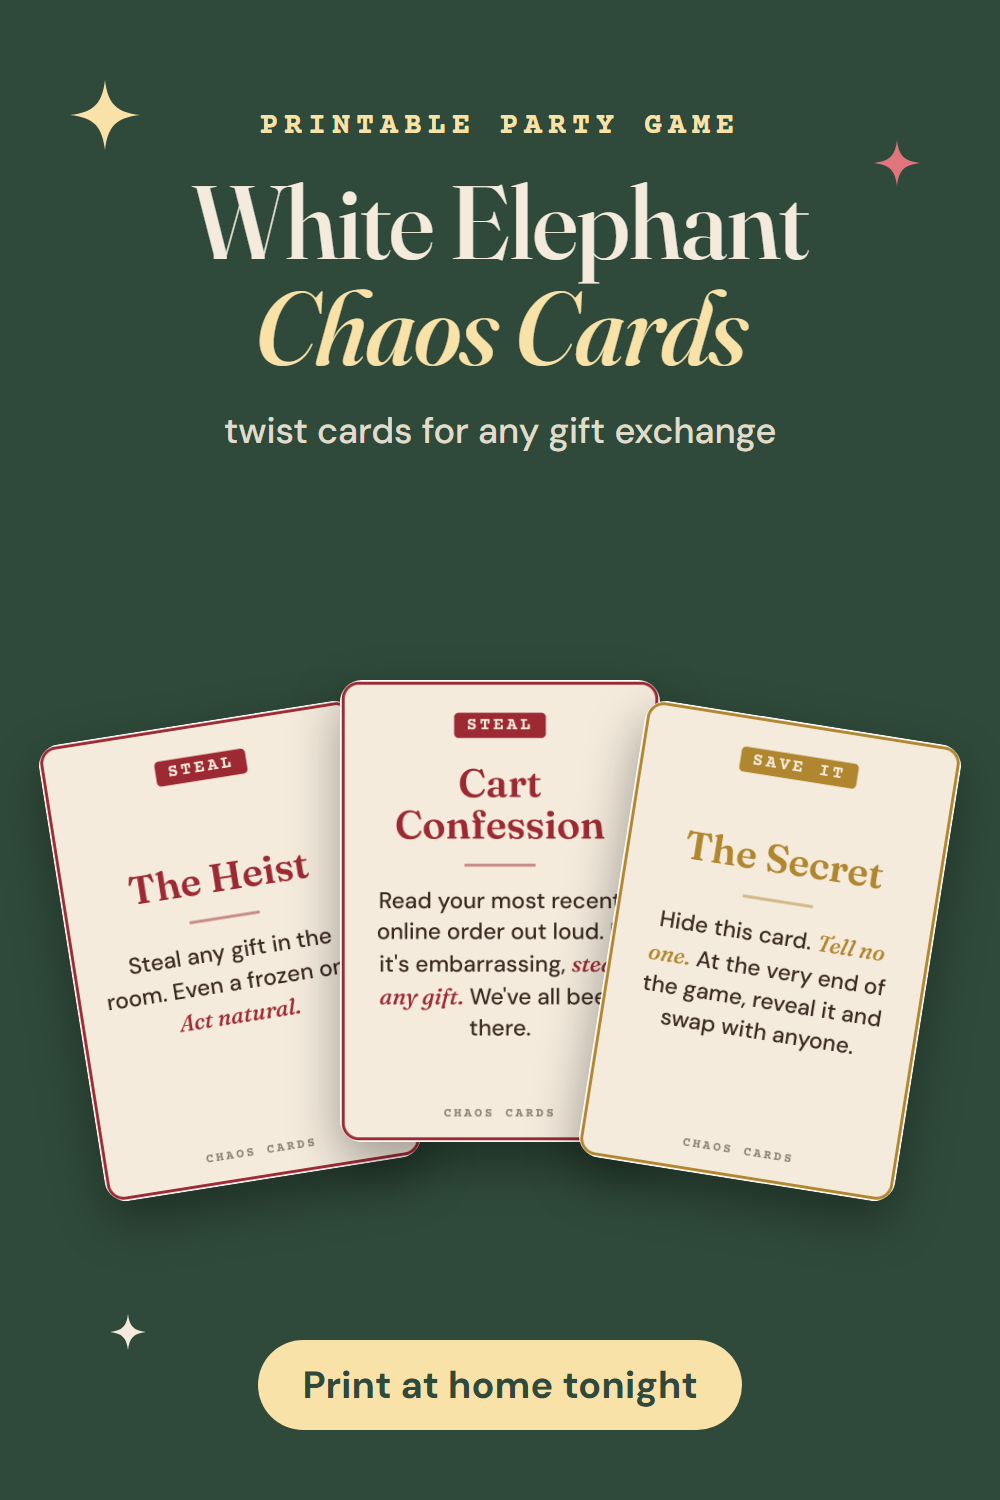 PRINTABLE PARTY GAME
White Elephant
Chaos Cards
twist cards for any gift exchange
STEAL
The Heist
Steal any gift in the
room. Even a frozen
Act natural.
CHAOS CARDS
STEAL
Cart
Confession
Read your most recent
online order out loud.
it's embarrassing,
any gift. We've all
there.
CHAOS CARDS
SAVE IT
The Secret
Hide this card. Tell no
one. At the very end of
the game, reveal it and
swap with anyone.
CHAOS CARDS
Print at home tonight